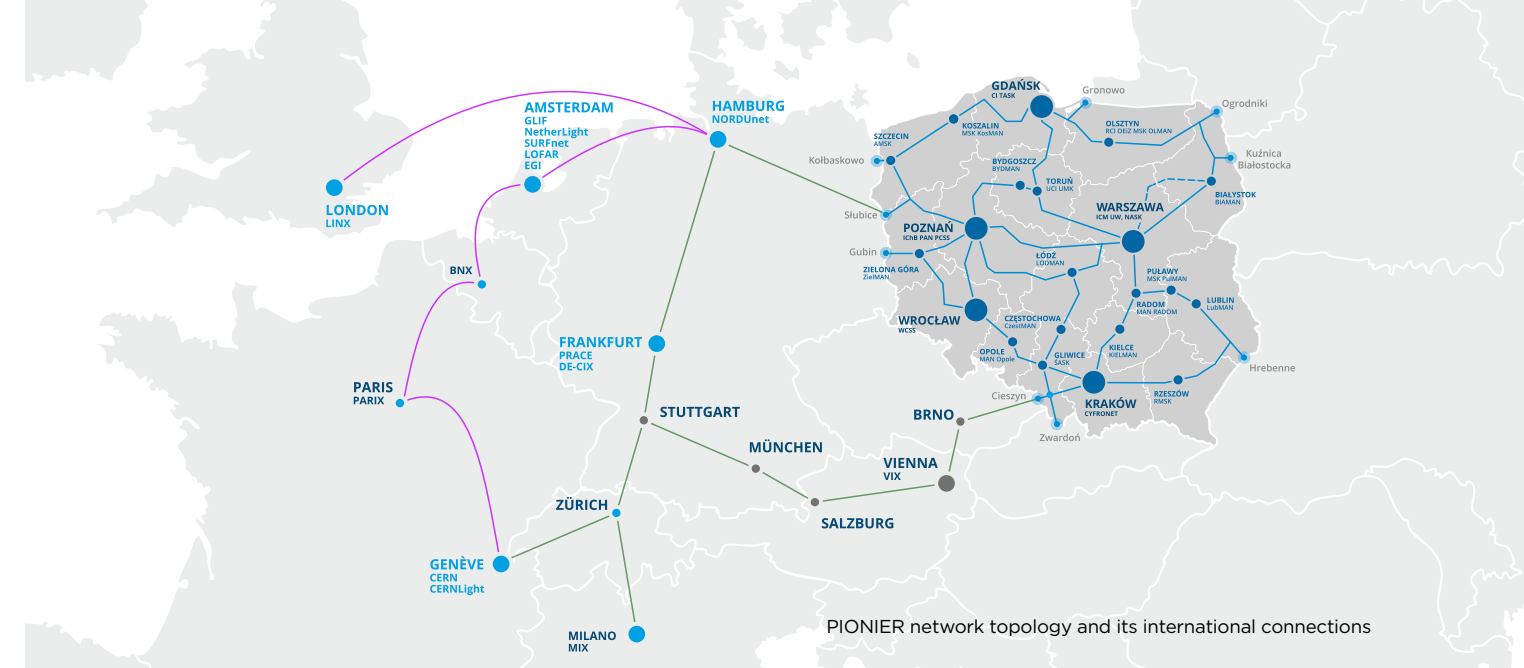 AMSTERDAM
GLIF
NetherLight
SURFnet
LOFAR
EGI
HAMBURG
NORDUnet
LONDON
LINX
BNX
FRANKFURT
PRACE
DE-CIX
PARIS
PARIX
STUTTGART
MÜNCHEN
ZÜRICH
SALZBURG
VIENNA
VIX
BRNO
GENÈVE
CERN
CERNLight
MILANO
MIX
GDAŃSK
CI TASK
Gronowo
Ogrodniki
KOSZALIN
MSK KosMAN
OLSZTYN
RCI OEiZ MSK OLMAN
SZCZECIN
AMSK
Kołbaskowo
Kuźnica
Białostocka
BYDGOSZCZ
BYDMAN
TORUŃ
UCI UMK
BIAŁYSTOK
BIAMAN
Słubice
WARSZAWA
ICM UW, NASK
POZNAŃ
IChB PAN PCSS
Gubin
ZIELONA GÓRA
ZielMAN
ŁÓDŹ
LODMAN
PUŁAWY
MSK PulMAN
RADOM
MAN RADOM
LUBLIN
LubMAN
WROCŁAW
WCSS
CZĘSTOCHOWA
CzestMAN
OPOLE
MAN Opole
GLIWICE
ŚASK
KIELCE
KIELMAN
Hrebenne
Cieszyn
KRAKÓW
CYFRONET
RZESZÓW
RMSK
Zwardoń
PIONIER network topology and its international connections